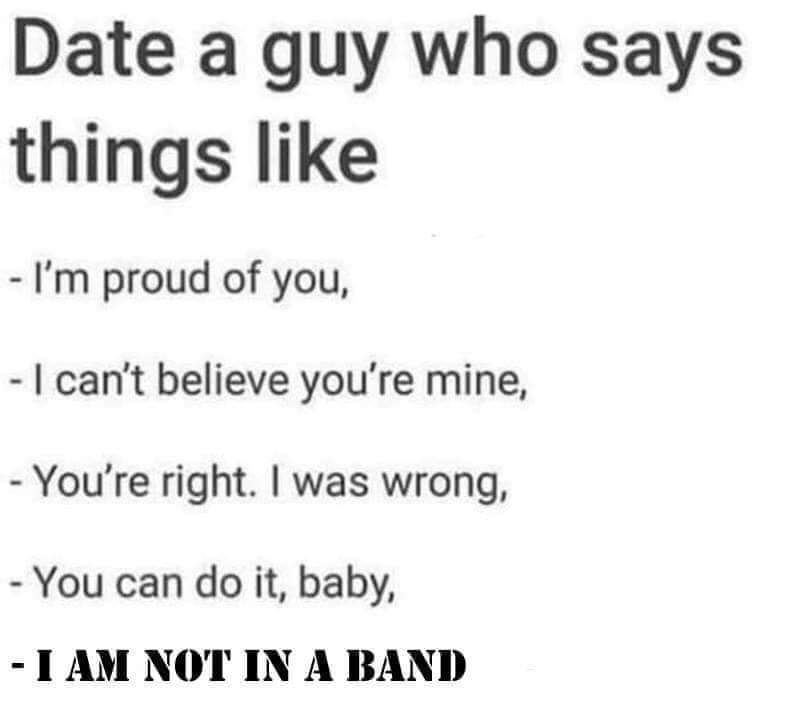 Date a guy who says
things like
- I'm proud of you,
- I can't believe you're mine,
- You're right. I was wrong,
- You can do it, baby,
- I AM NOT IN A BAND